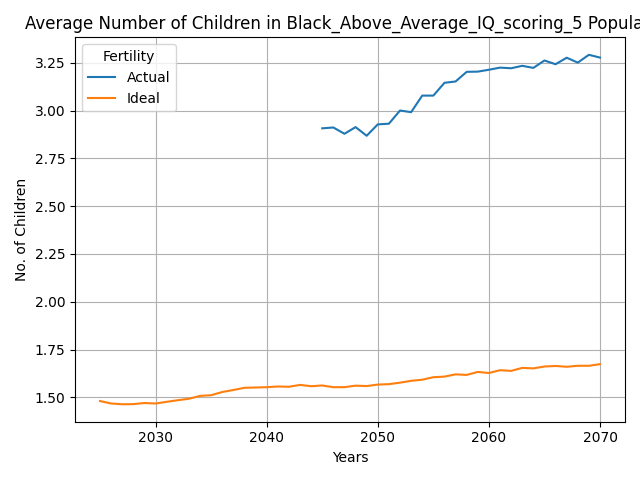 Average Number of Children in Black_Above_Average_IQ_scoring_5 Popula
Fertility
Actual
Ideal
3.25
3.00
2.75
2.50
2.25
2.00
1.75
1.50
No. of Children
2030 2040 2050 2060 2070
Years